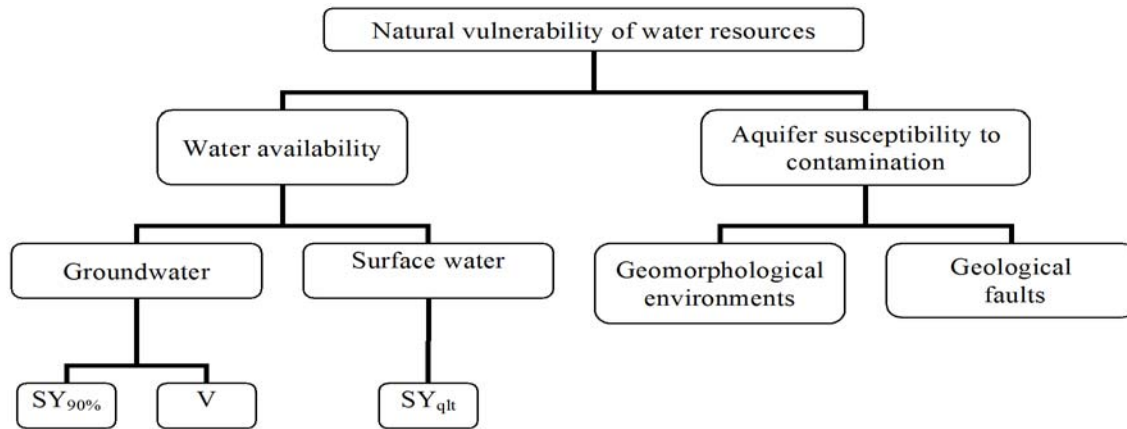 Natural vulnerability of water resources
Water availability
Aquifer susceptibility to
contamination
Groundwater
Surface water
Geomorphological
environments
Geological
faults
SY90%
V
SYqlt